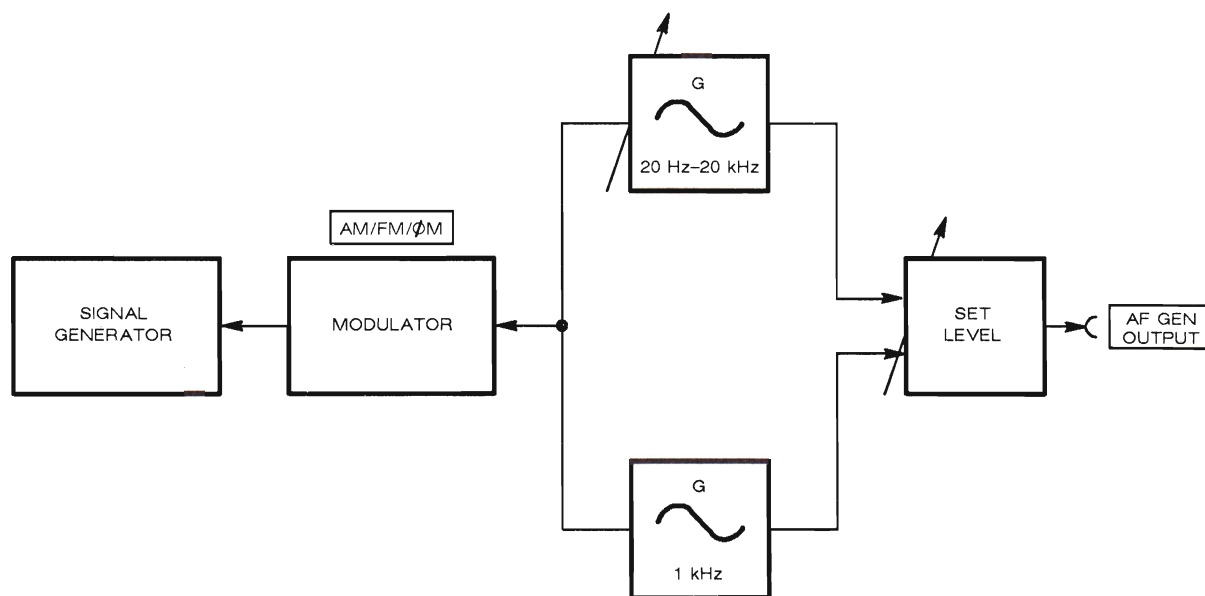 G
20 Hz–20 kHz
AM/FM/ØM
SIGNAL
GENERATOR
MODULATOR
SET
LEVEL
AF GEN
OUTPUT
G
1 kHz